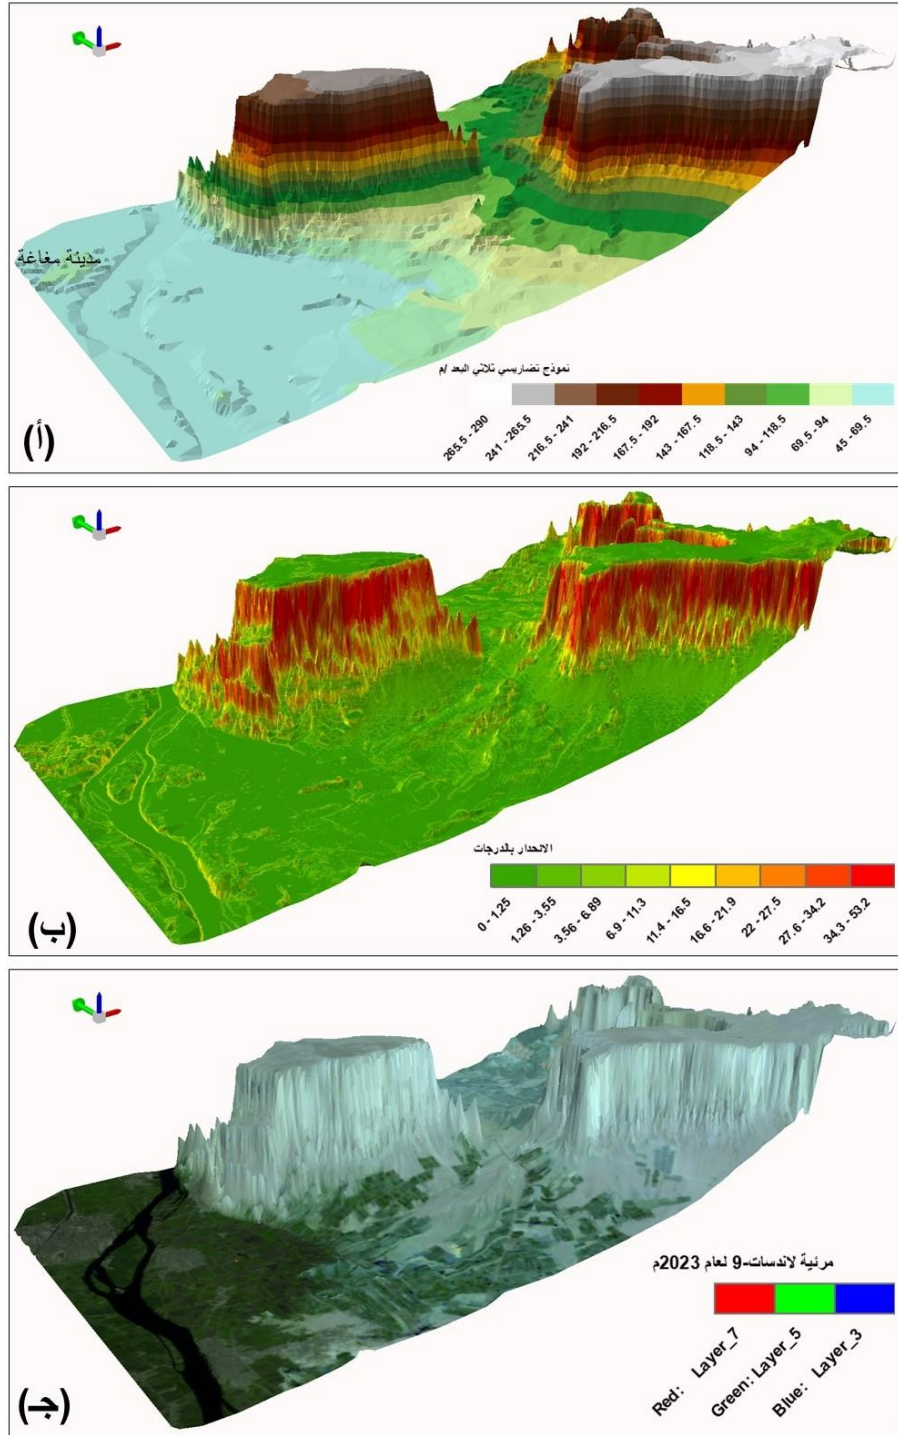 مدينة مغاغة
نموذج تضاريسي ثلاثي البعد /م
265.5 - 290
241 - 265.5
216.5 - 241
192 - 216.5
167.5 - 192
143 - 167.5
118.5 - 143
94 - 118.5
69.5 - 94
45 - 69.5
(أ)
الانحدار بالدرجات
0 - 1.25
1.26 - 3.55
3.56 - 6.89
6.9 - 11.3
11.4 - 16.5
16.6 - 21.9
22 - 27.5
27.6 - 34.2
34.3 - 53.2
(ب)
مرئية لاندسات-9 لعام 2023م
Red: Layer_7
Green: Layer_5
Blue: Layer_3
(جـ)